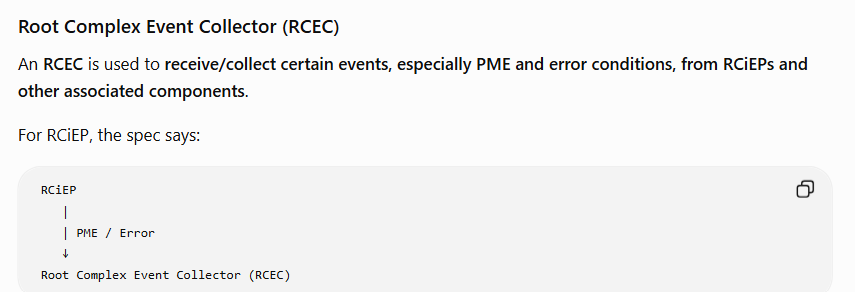 Root Complex Event Collector (RCEC)
An RCEC is used to receive/collect certain events, especially PME and error conditions, from RCiEPs and
other associated components.
For RCiEP, the spec says:
RCiEP
|
| PME / Error
↓
Root Complex Event Collector (RCEC)